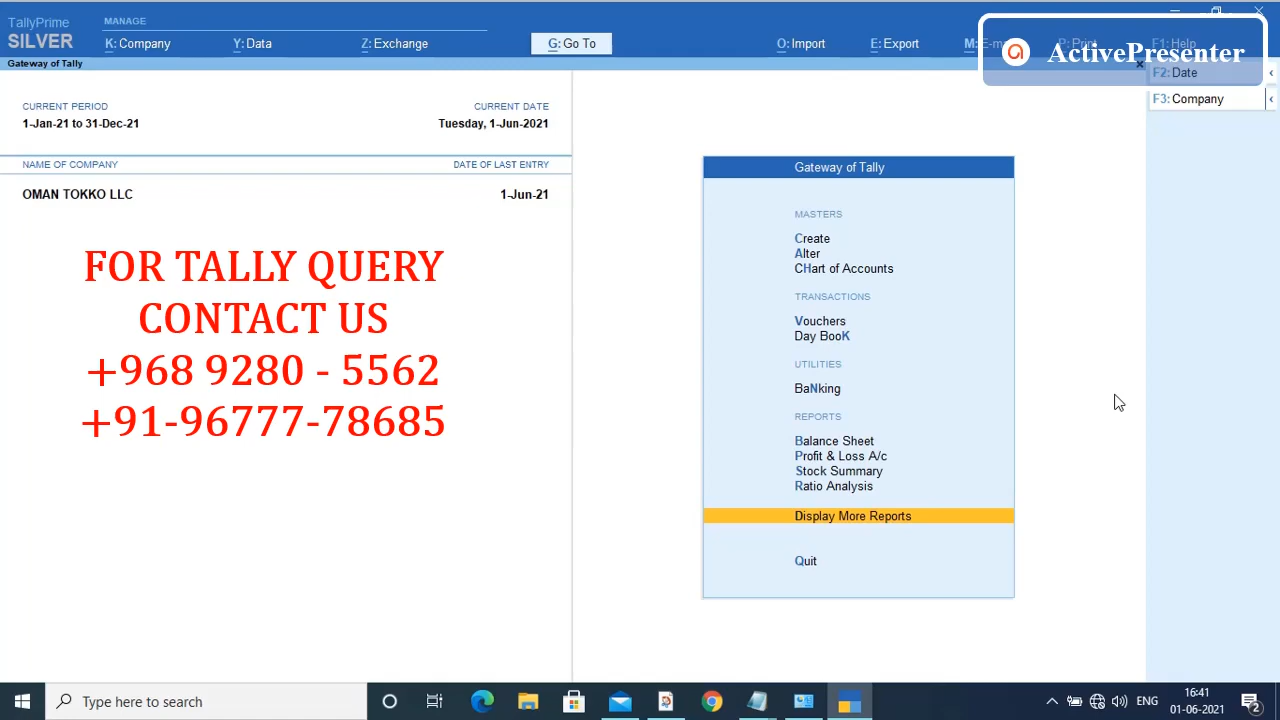 TallyPrime
SILVER
MANAGE
K: Company
Y: Data
Z: Exchange
G: Go To
O: Import
E: Export
ActivePresenter
Gateway of Tally
F2: Date
F3: Company
CURRENT PERIOD
CURRENT DATE
1-Jan-21 to 31-Dec-21
Tuesday, 1-Jun-2021
NAME OF COMPANY
DATE OF LAST ENTRY
OMAN TOKKO LLC
1-Jun-21
FOR TALLY QUERY
CONTACT US
+968 9280 - 5562
+91-96777-78685
Gateway of Tally
MASTERS
Create
Alter
CHart of Accounts
TRANSACTIONS
Vouchers
Day BooK
UTILITIES
BaNking
REPORTS
Balance Sheet
Profit & Loss A/c
Stock Summary
Ratio Analysis
Display More Reports
Quit
Type here to search
ENG
16:41
01-06-2021
2